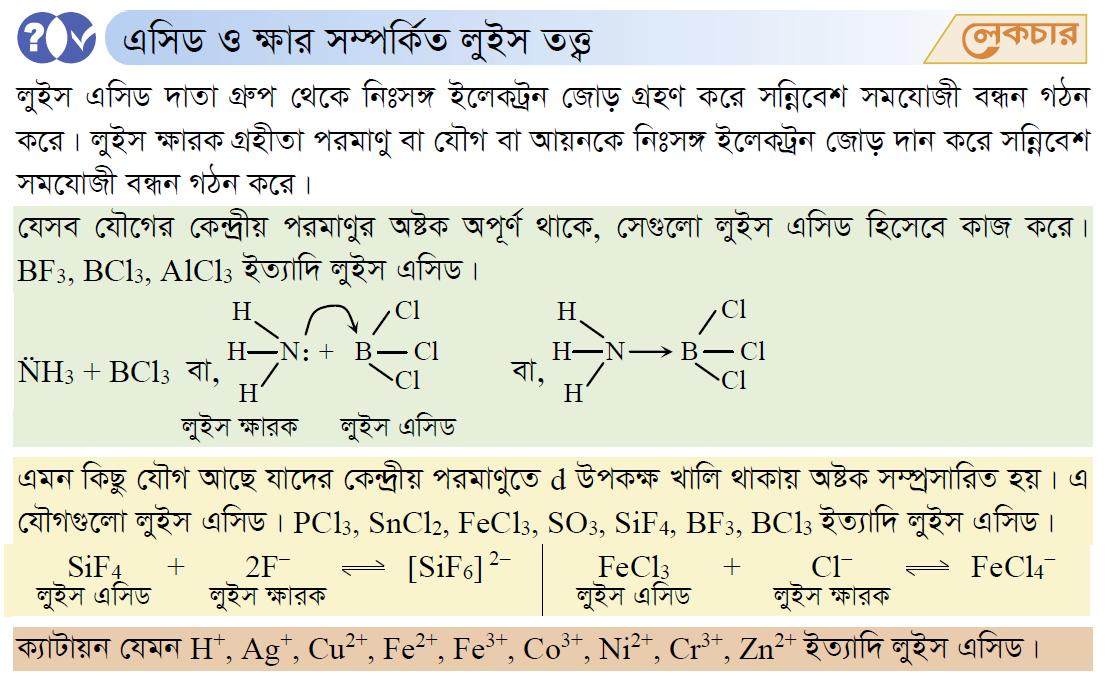 এসিড ও ক্ষার সম্পর্কিত লুইস তত্ত্ব
লেকচার
লুইস এসিড দাতা গ্রুপ থেকে নিঃসঙ্গ ইলেকট্রন জোড় গ্রহণ করে সন্নিবেশ সমযোজী বন্ধন গঠন
করে। লুইস ক্ষারক গ্রহীতা পরমাণু বা যৌগ বা আয়নকে নিঃসঙ্গ ইলেকট্রন জোড় দান করে সন্নিবেশ
সমযোজী বন্ধন গঠন করে।
যেসব যৌগের কেন্দ্রীয় পরমাণুর অষ্টক অপূর্ণ থাকে, সেগুলো লুইস এসিড হিসেবে কাজ করে।
BF₃, BCl₃, AlCl₃ ইত্যাদি লুইস এসিড।
H Cl H Cl
N̈H₃ + BCl₃ বা, H—N: + B—Cl বা, H—N→B—Cl
H Cl H Cl
লুইস ক্ষারক লুইস এসিড
এমন কিছু যৌগ আছে যাদের কেন্দ্রীয় পরমাণুতে d উপকক্ষ খালি থাকায় অষ্টক সম্প্রসারিত হয়। এ
যৌগগুলো লুইস এসিড। PCl₃, SnCl₂, FeCl₃, SO₃, SiF₄, BF₃, BCl₃ ইত্যাদি লুইস এসিড।
SiF₄ + 2F⁻ ⇌ [SiF₆]²⁻ FeCl₃ + Cl⁻ ⇌ FeCl₄⁻
লুইস এসিড লুইস ক্ষারক লুইস এসিড লুইস ক্ষারক
ক্যাটায়ন যেমন H⁺, Ag⁺, Cu²⁺, Fe²⁺, Fe³⁺, Co³⁺, Ni²⁺, Cr³⁺, Zn²⁺ ইত্যাদি লুইস এসিড।